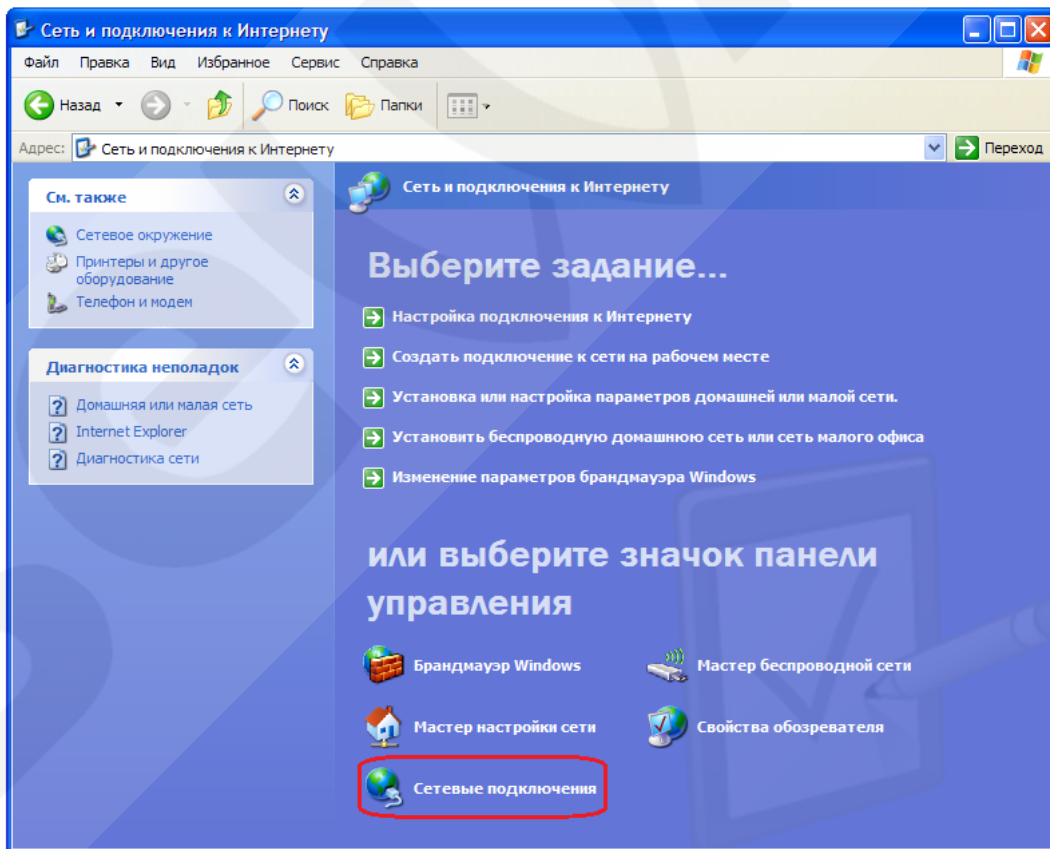 Сеть и подключения к Интернету
Файл Правка Вид Избранное Сервис Справка
Назад Поиск Папки
Адрес: Сеть и подключения к Интернету Переход
См. также
Сетевое окружение
Принтеры и другое
оборудование
Телефон и модем
Диагностика неполадок
Домашняя или малая сеть
Internet Explorer
Диагностика сети
Сеть и подключения к Интернету
Выберите задание...
Настройка подключения к Интернету
Создать подключение к сети на рабочем месте
Установка или настройка параметров домашней или малой сети.
Установить беспроводную домашнюю сеть или сеть малого офиса
Изменение параметров брандмауэра Windows
или выберите значок панели
управления
Брандмауэр Windows
Мастер беспроводной сети
Мастер настройки сети
Свойства обозревателя
Сетевые подключения